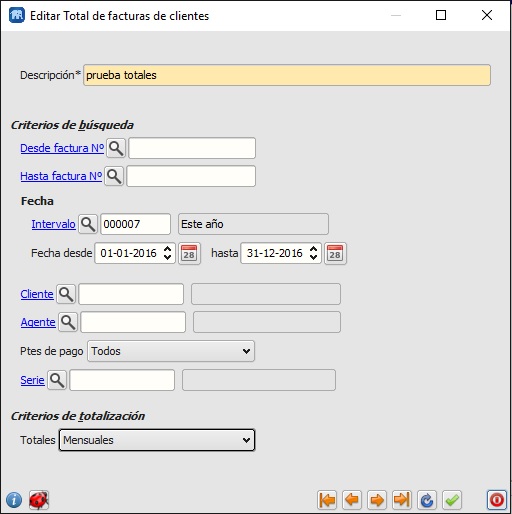 Editar Total de facturas de clientes
Descripción* prueba totales
Criterios de búsqueda
Desde factura Nº
Hasta factura Nº
Fecha
Intervalo 000007 Este año
Fecha desde 01-01-2016 28 hasta 31-12-2016 28
Cliente
Agente
Ptes de pago Todos
Serie
Criterios de totalización
Totales Mensuales